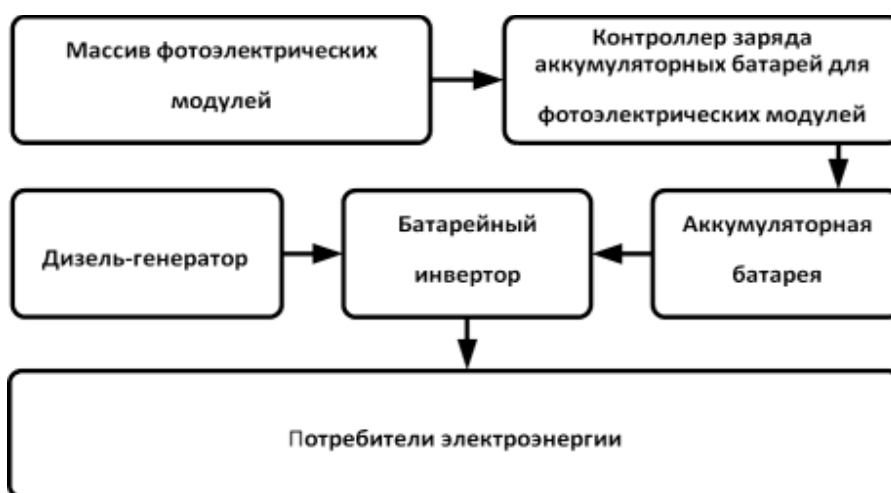 Массив фотоэлектрических
модулей
Контроллер заряда
аккумуляторных батарей для
фотоэлектрических модулей
Дизель-генератор
Батарейный
инвертор
Аккумуляторная
батарея
Потребители электроэнергии